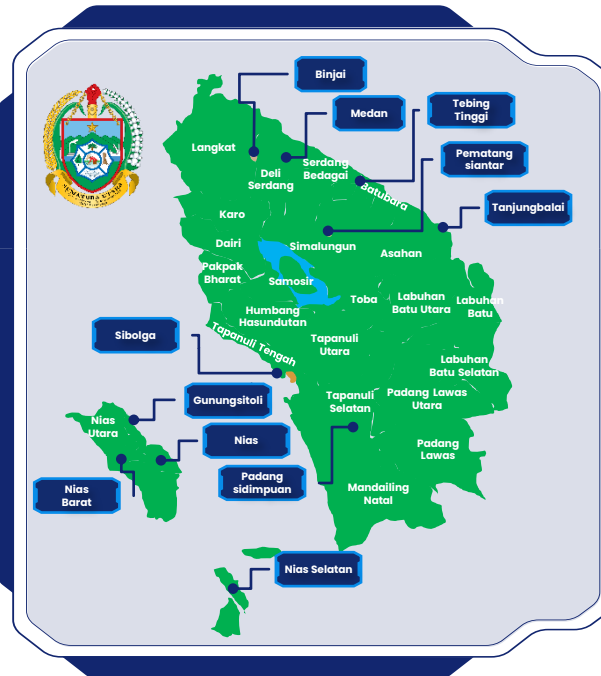 Binjai
Medan
Tebing
Tinggi
Pematang
siantar
Tanjungbalai
Langkat
Deli
Serdang
Serdang
Bedagai
Batubara
Karo
Dairi
Simalungun
Asahan
Pakpak
Bharat
Samosir
Toba
Labuhan
Batu Utara
Labuhan
Batu
Humbang
Hasundutan
Sibolga
Tapanuli Tengah
Tapanuli
Utara
Labuhan
Batu Selatan
Gunungsitoli
Tapanuli
Selatan
Padang Lawas
Utara
Nias
Utara
Nias
Padang
Lawas
Padang
sidimpuan
Nias
Barat
Mandailing
Natal
Nias Selatan
SUMATERA UTARA